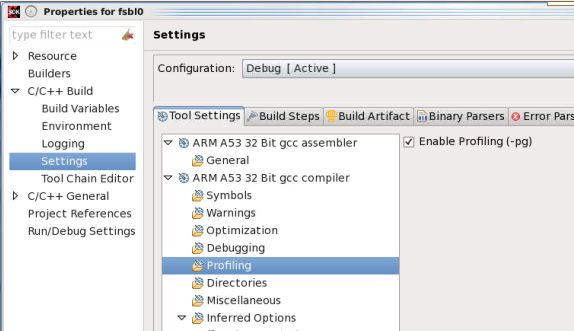 SDK Properties for fsbl0
type filter text
Resource
Builders
C/C++ Build
Build Variables
Environment
Logging
Settings
Tool Chain Editor
C/C++ General
Project References
Run/Debug Settings
Settings
Configuration: Debug [ Active ]
Tool Settings Build Steps Build Artifact Binary Parsers Error Pars
ARM A53 32 Bit gcc assembler
General
ARM A53 32 Bit gcc compiler
Symbols
Warnings
Optimization
Debugging
Profiling
Directories
Miscellaneous
Inferred Options
Enable Profiling (-pg)